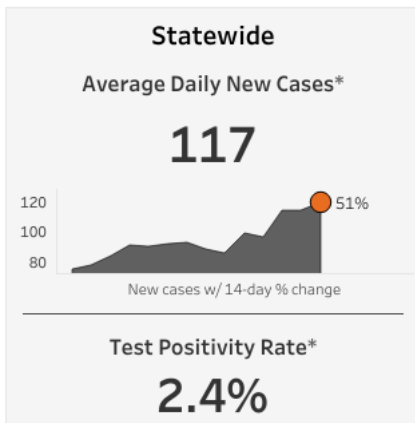 Statewide
Average Daily New Cases*
117
120
51%
100
80
New cases w/ 14-day % change
Test Positivity Rate*
2.4%